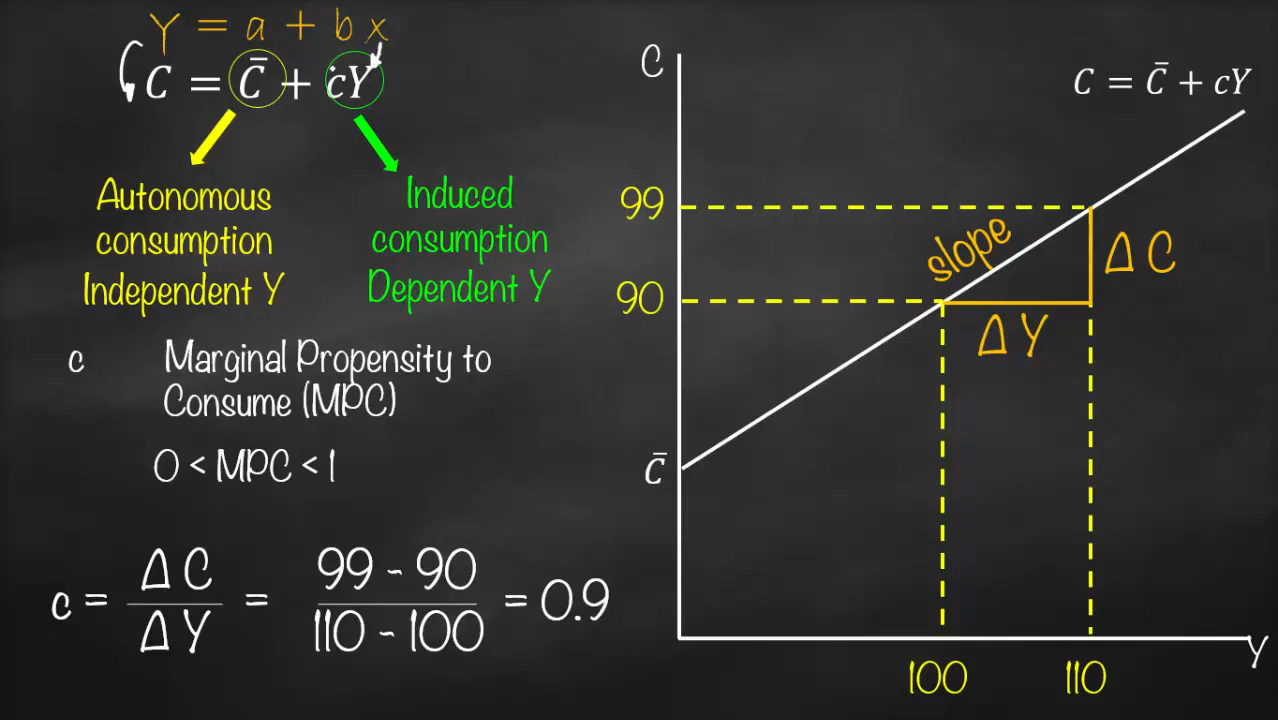 Y = a + b x
C = C̄ + cY
Autonomous
consumption
Independent Y
Induced
consumption
Dependent Y
c Marginal Propensity to
Consume (MPC)
0 < MPC < 1
c = ΔC / ΔY = 99 - 90 / 110 - 100 = 0.9
C
C = C̄ + cY
99
slope
ΔC
90
ΔY
C̄
Y
100 110